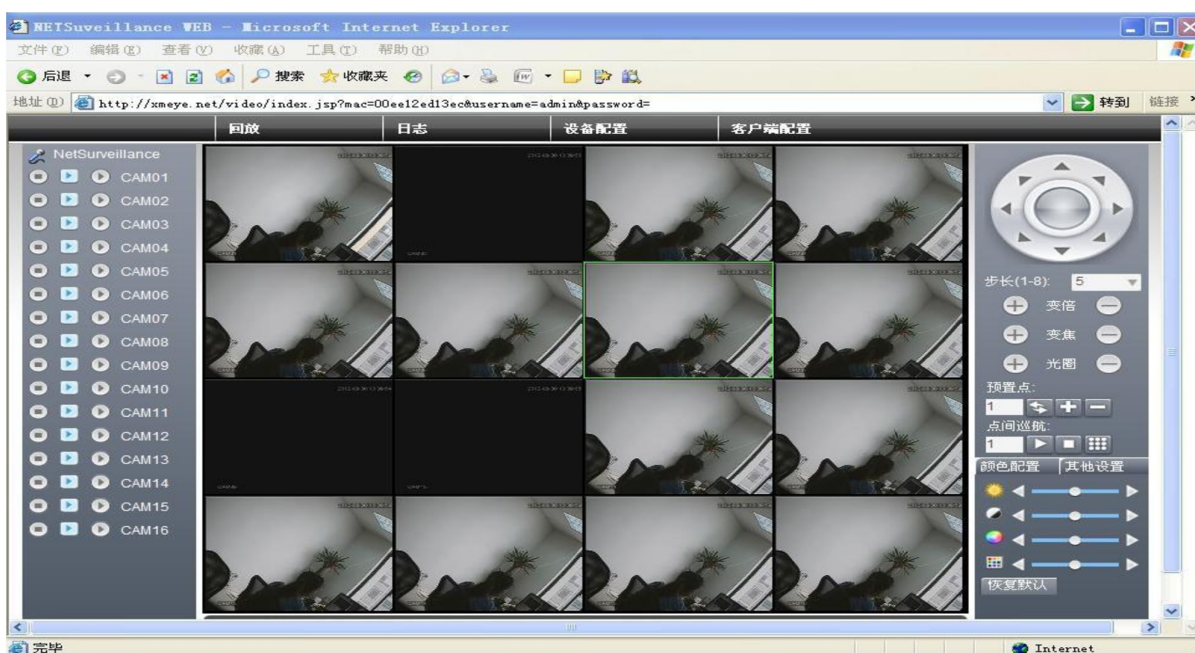 NETSuveillance WEB - Microsoft Internet Explorer
文件(F) 编辑(E) 查看(V) 收藏(A) 工具(T) 帮助(H)
后退 搜索 收藏夹
地址(D) http://xmeye.net/video/index.jsp?mac=00ee12ed13ec&username=admin&password= 转到 链接
回放 日志 设备配置 客户端配置
NetSurveillance
CAM01
CAM02
CAM03
CAM04
CAM05
CAM06
CAM07
CAM08
CAM09
CAM10
CAM11
CAM12
CAM13
CAM14
CAM15
CAM16
步长(1-8): 5
变倍
变焦
光圈
预置点:
1
点间巡航:
1
颜色配置 其他设置
恢复默认
完毕 Internet